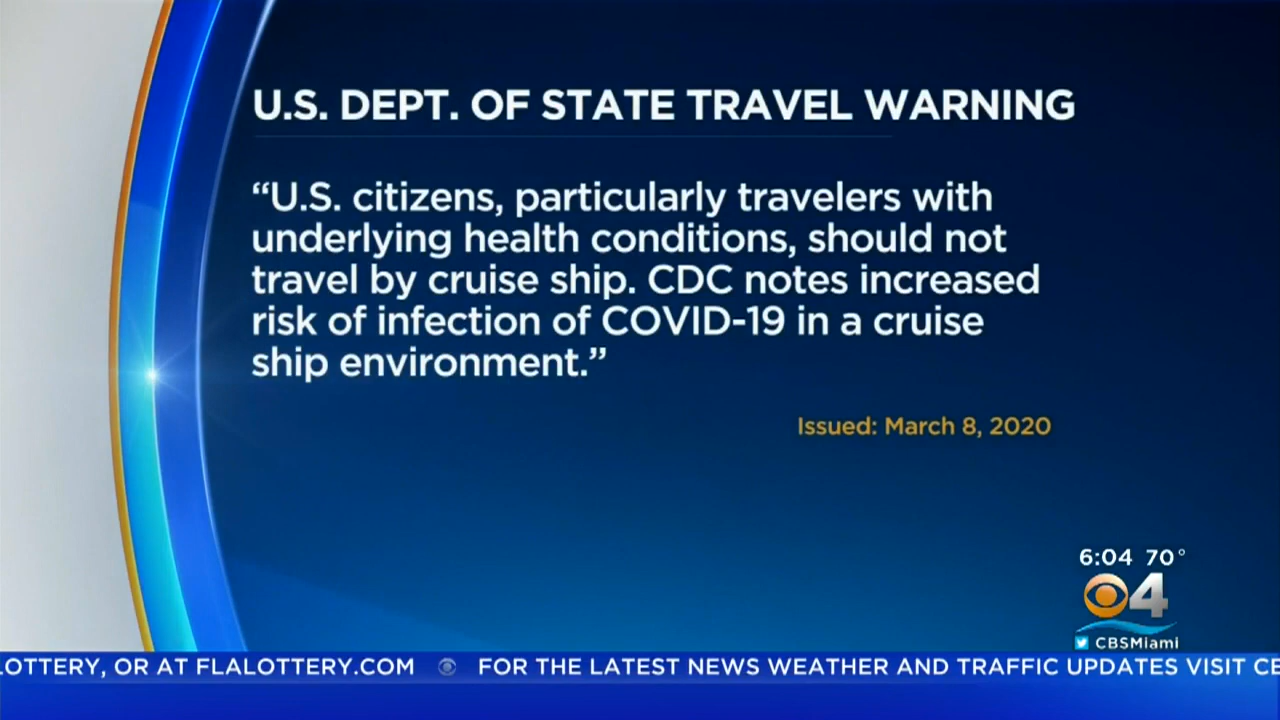 U.S. DEPT. OF STATE TRAVEL WARNING
“U.S. citizens, particularly travelers with
underlying health conditions, should not
travel by cruise ship. CDC notes increased
risk of infection of COVID-19 in a cruise
ship environment.”
Issued: March 8, 2020
6:04 70°
4
CBSMiami
OTTERY, OR AT FLALOTTERY.COM FOR THE LATEST NEWS WEATHER AND TRAFFIC UPDATES VISIT